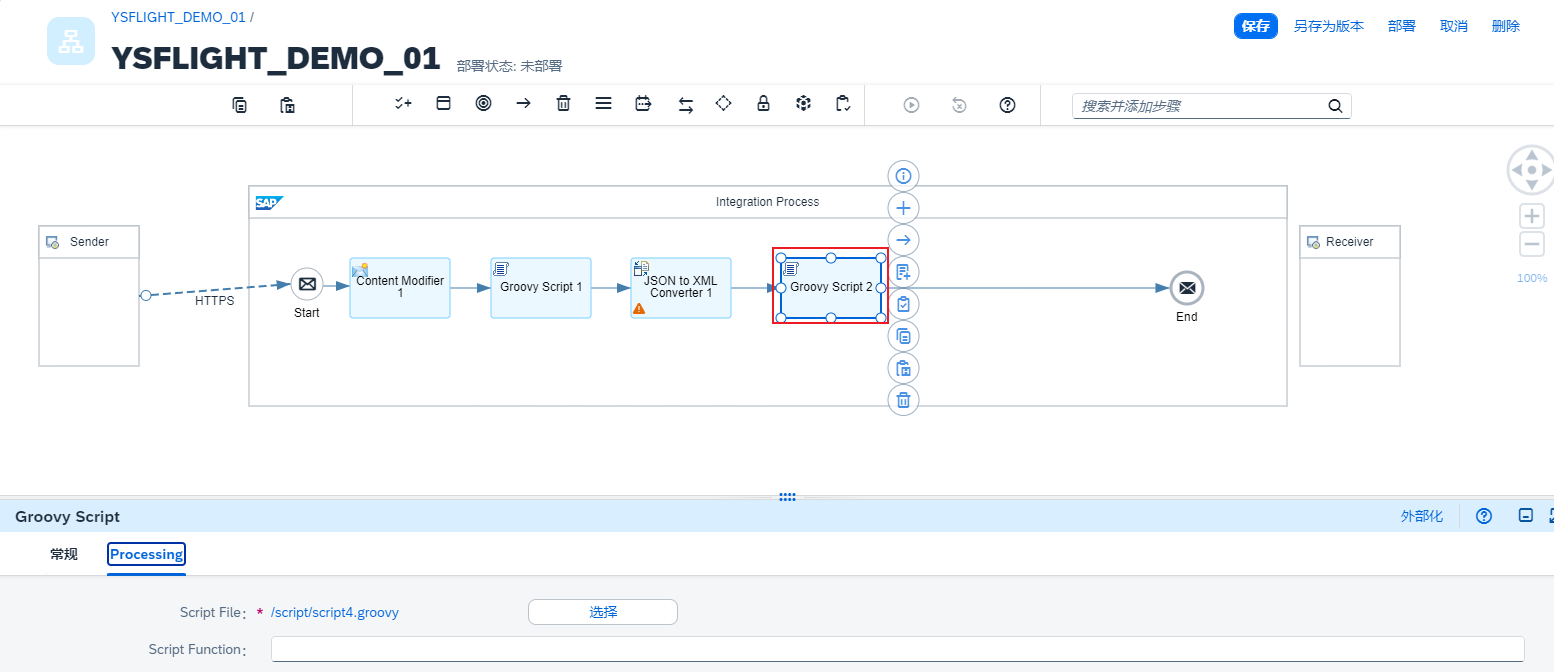 YSFLIGHT_DEMO_01 /
YSFLIGHT_DEMO_01
部署状态: 未部署
保存
另存为版本
部署
取消
删除
搜索并添加步骤
SAP
Integration Process
Sender
HTTPS
Start
Content Modifier
1
Groovy Script 1
JSON to XML
Converter 1
Groovy Script 2
End
Receiver
100%
Groovy Script
外部化
常规
Processing
Script File: * /script/script4.groovy
选择
Script Function: